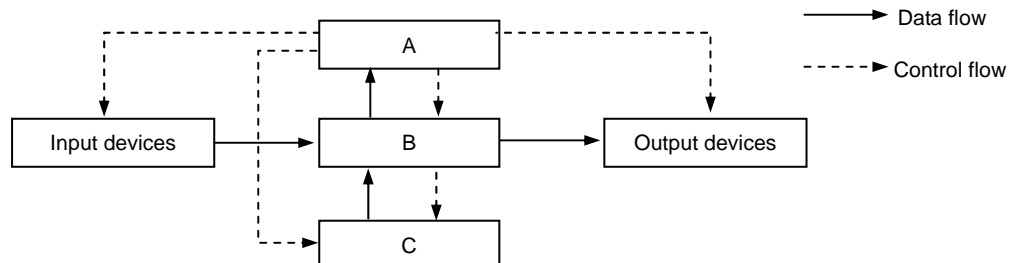 Data flow
A
Control flow
Input devices
B
Output devices
C